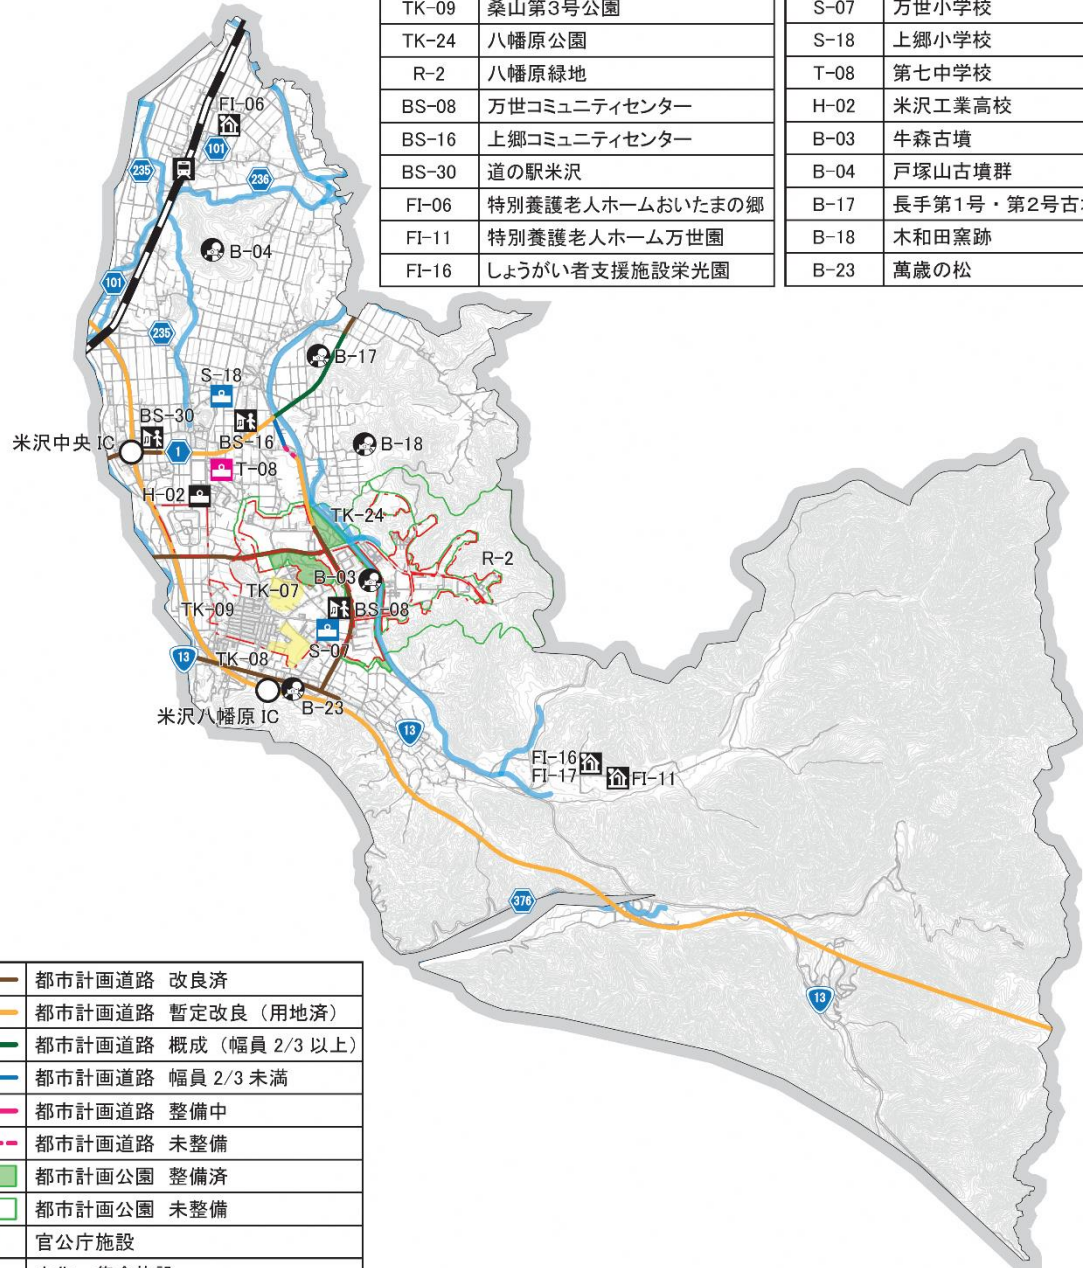 TK-09 桑山第3号公園
TK-24 八幡原公園
R-2 八幡原緑地
BS-08 万世コミュニティセンター
BS-16 上郷コミュニティセンター
BS-30 道の駅米沢
FI-06 特別養護老人ホームおいたまの郷
FI-11 特別養護老人ホーム万世園
FI-16 しょうがい者支援施設栄光園
S-07 万世小学校
S-18 上郷小学校
T-08 第七中学校
H-02 米沢工業高校
B-03 牛森古墳
B-04 戸塚山古墳群
B-17 長手第1号・第2号古
B-18 木和田窯跡
B-23 萬歳の松
FI-06
101
235
236
B-04
101
235
B-17
S-18
BS-30
BS-16
米沢中央 IC
1
B-18
T-08
H-02
TK-24
R-2
B-03
TK-07
TK-09
BS-08
S-07
13
TK-08
B-23
米沢八幡原 IC
13
FI-16
FI-17
FI-11
376
13
都市計画道路 改良済
都市計画道路 暫定改良（用地済）
都市計画道路 概成（幅員 2/3 以上）
都市計画道路 幅員 2/3 未満
都市計画道路 整備中
都市計画道路 未整備
都市計画公園 整備済
都市計画公園 未整備
官公庁施設